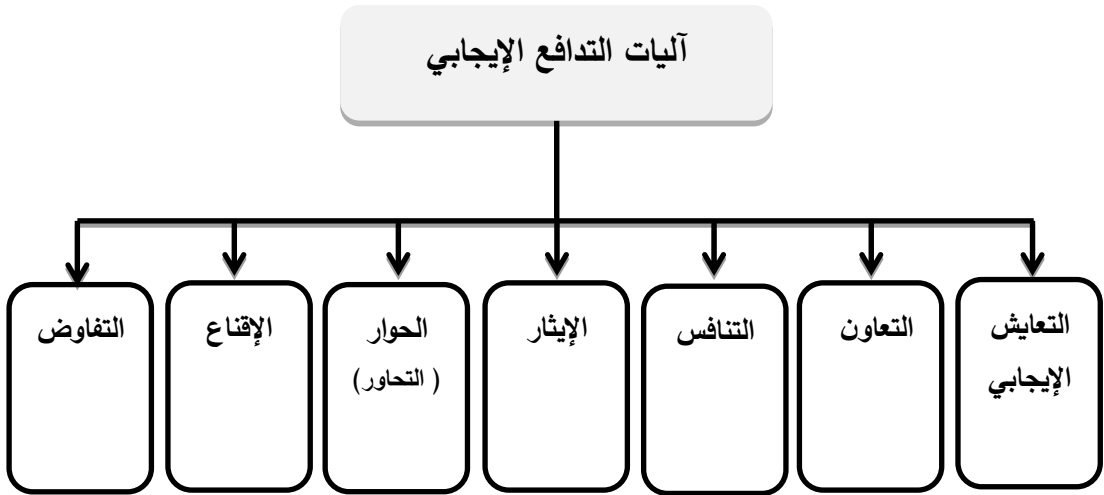 آليات التدافع الإيجابي
التعايش
الإيجابي
التعاون
التنافس
الإيثار
الحوار
( التحاور)
الإقناع
التفاوض